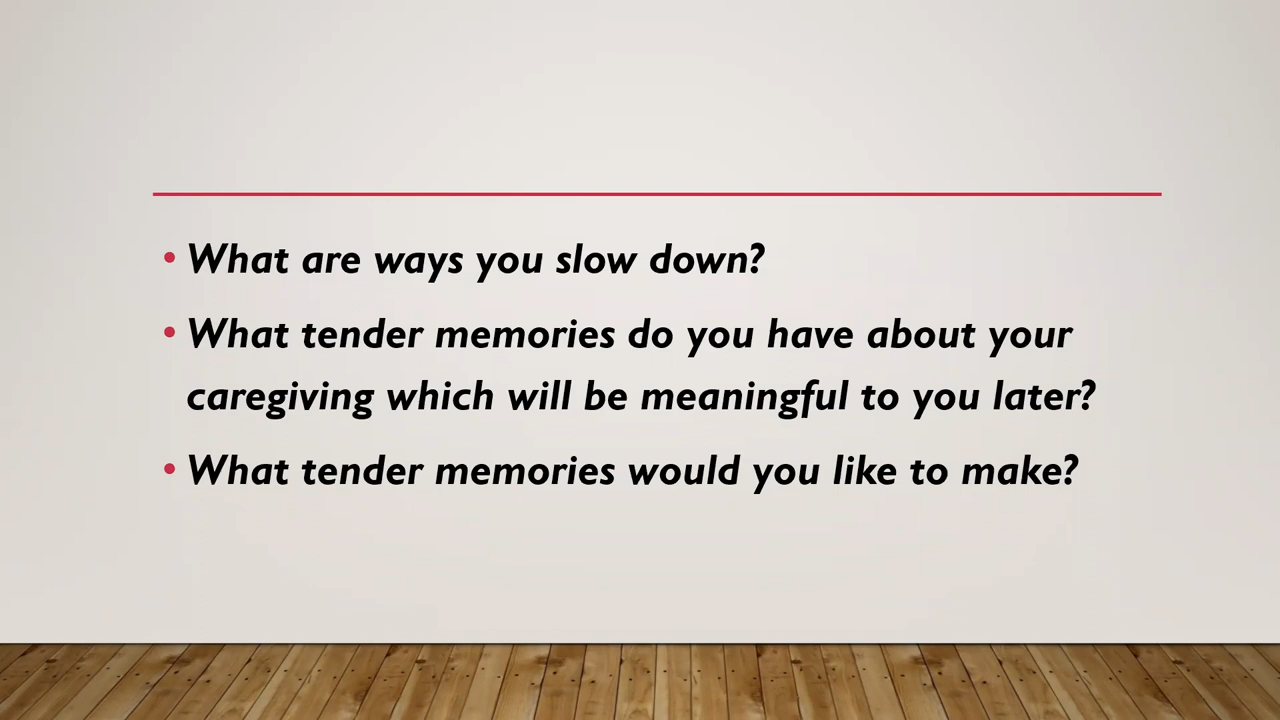 • What are ways you slow down?
• What tender memories do you have about your
caregiving which will be meaningful to you later?
• What tender memories would you like to make?